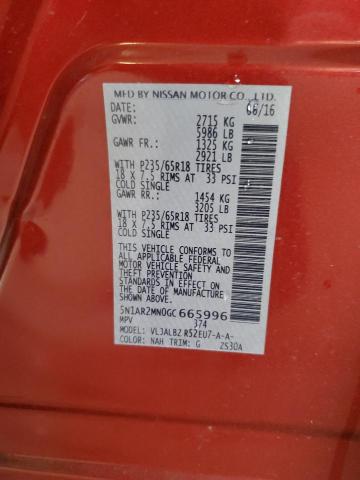 MFD BY NISSAN MOTOR CO., LTD.
DATE: 06/16
GVWR: 2715 KG
5986 LB
GAWR FR.: 1325 KG
2921 LB
WITH P235/65R18 TIRES
18 X 7.5 RIMS AT 33 PSI
COLD SINGLE
GAWR RR.: 1454 KG
3205 LB
WITH P235/65R18 TIRES
18 X 7.5 RIMS AT 33 PSI
COLD SINGLE
THIS VEHICLE CONFORMS TO
ALL APPLICABLE FEDERAL
MOTOR VEHICLE SAFETY
STANDARDS IN EFFECT ON THE
DATE OF MANUFACTURE SHOWN
ABOVE.
5N1AR2MN0GC665996
MPV 374
MODEL: VLJALBZ R52EU7-A-A-
COLOR: NAH TRIM: G 2530A